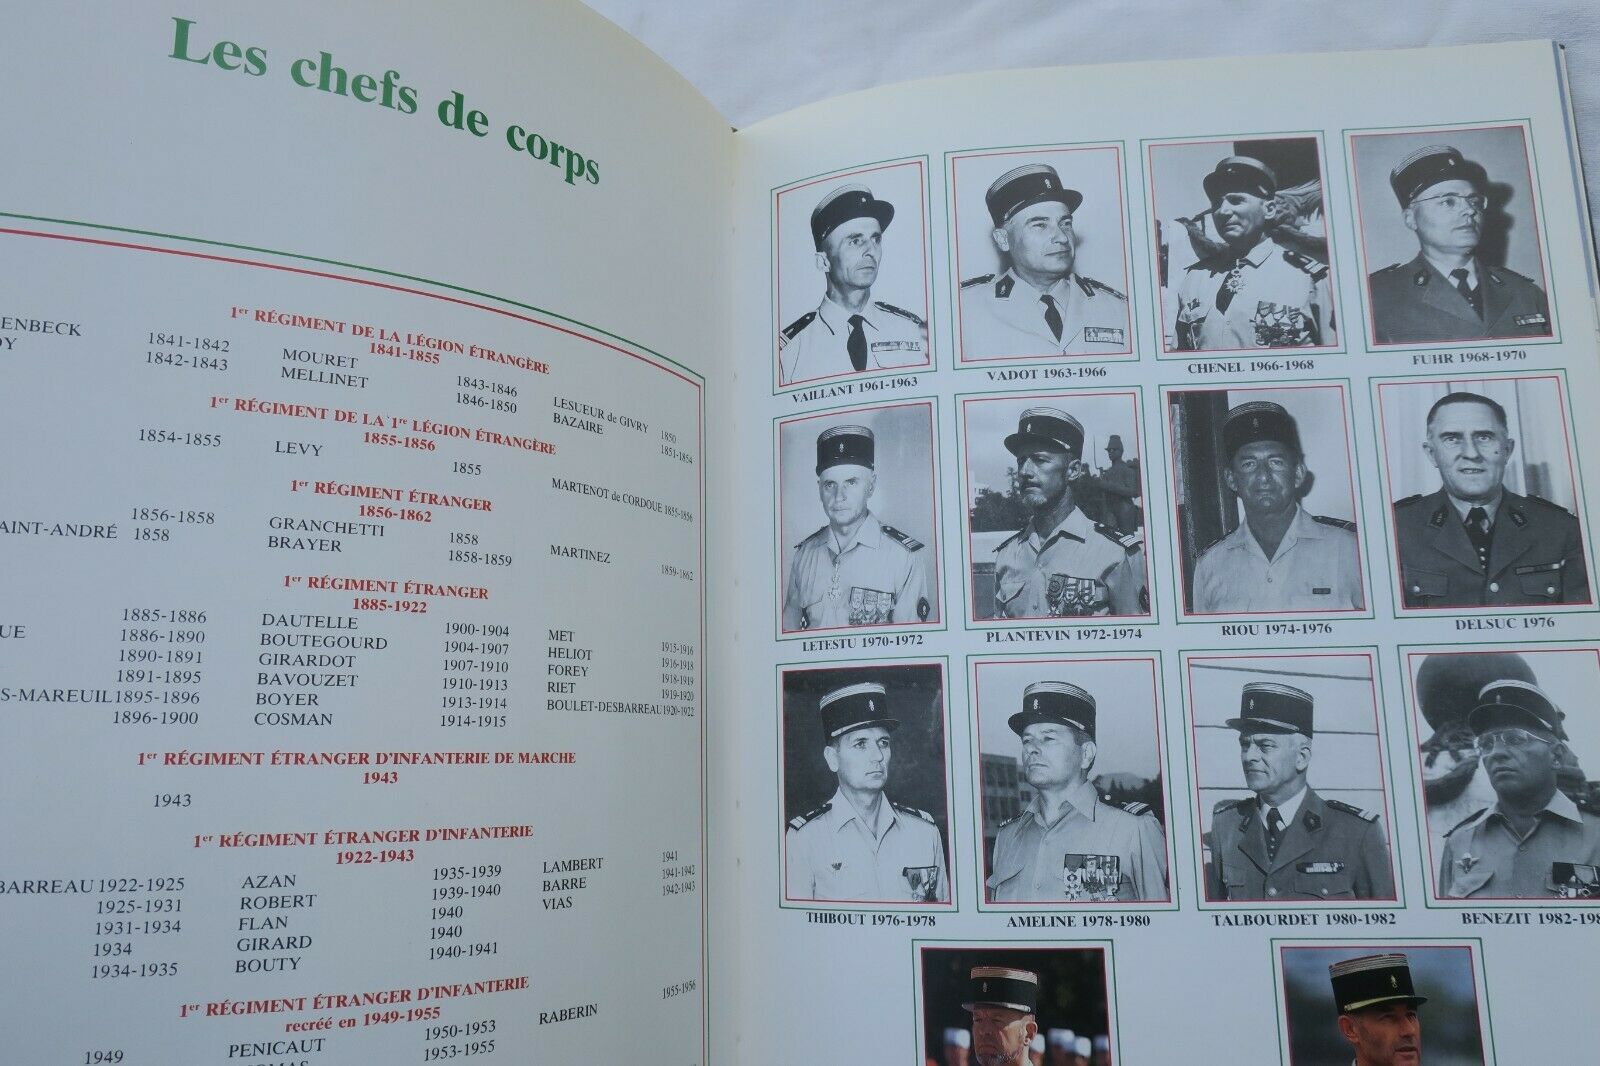 Les chefs de corps
1er RÉGIMENT DE LA LÉGION ÉTRANGÈRE
1841-1855
ENBECK 1841-1842 MOURET 1843-1846 LESUEUR de GIVRY 1850
OY 1842-1843 MELLINET 1846-1850 BAZAIRE 1851-1854
1er RÉGIMENT DE LA 1re LÉGION ÉTRANGÈRE
1855-1856
1854-1855 LEVY 1855 MARTENOT de CORDOUE 1855-1856
1er RÉGIMENT ÉTRANGER
1856-1862
1856-1858 GRANCHETTI 1858 MARTINEZ 1859-1862
AINT-ANDRÉ 1858 BRAYER 1858-1859
1er RÉGIMENT ÉTRANGER
1885-1922
1885-1886 DAUTELLE 1900-1904 MET 1915-1916
UE 1886-1890 BOUTEGOURD 1904-1907 HELIOT 1916-1918
1890-1891 GIRARDOT 1907-1910 FOREY 1918-1919
1891-1895 BAVOUZET 1910-1913 RIET 1919-1920
S-MAREUIL 1895-1896 BOYER 1913-1914 BOULET-DESBARREAU 1920-1922
1896-1900 COSMAN 1914-1915
1er RÉGIMENT ÉTRANGER D'INFANTERIE DE MARCHE
1943
1943
1er RÉGIMENT ÉTRANGER D'INFANTERIE
1922-1943
BARREAU 1922-1925 AZAN 1935-1939 LAMBERT 1941
1925-1931 ROBERT 1939-1940 BARRE 1941-1942
1931-1934 FLAN 1940 VIAS 1942-1943
1934 GIRARD 1940
1934-1935 BOUTY 1940-1941
1er RÉGIMENT ÉTRANGER D'INFANTERIE
recréé en 1949-1955
1949 PENICAUT 1950-1953 RABERIN 1955-1956
1953-1955
VAILLANT 1961-1963
VADOT 1963-1966
CHENEL 1966-1968
FUHR 1968-1970
LETESTU 1970-1972
PLANTEVIN 1972-1974
RIOU 1974-1976
DELSUC 1976
THIBOUT 1976-1978
AMELINE 1978-1980
TALBOURDET 1980-1982
BENEZIT 1982-198